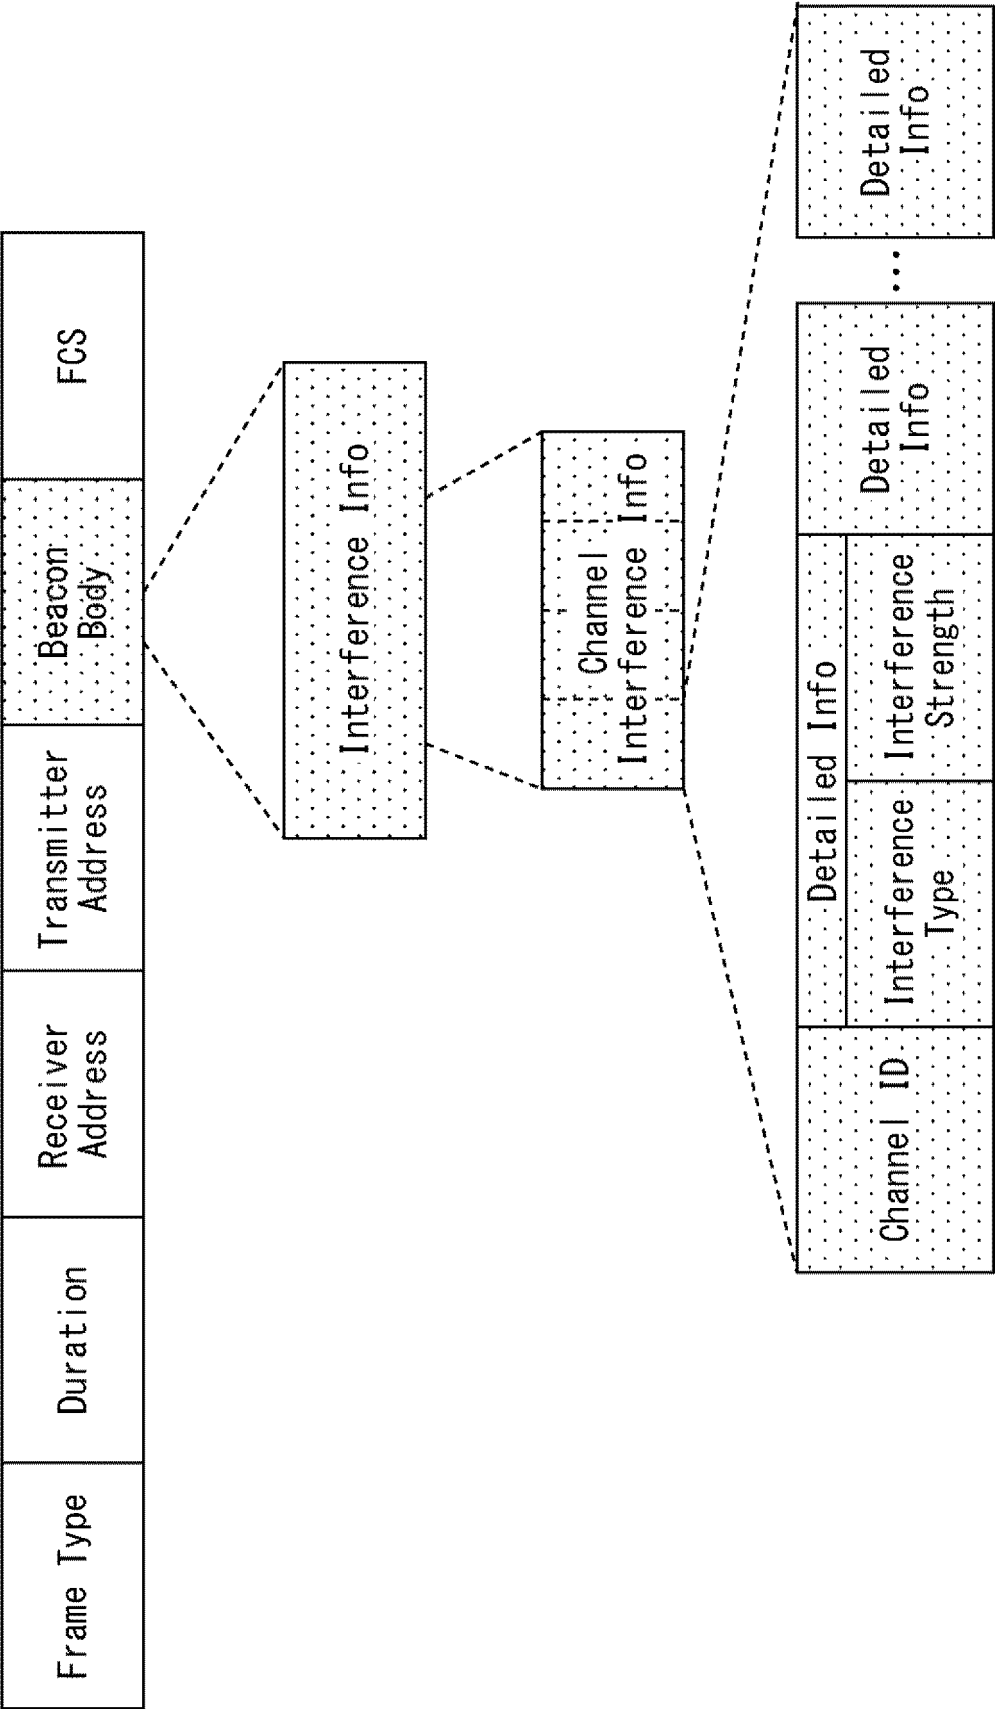 Frame Type
Duration
Receiver
Address
Transmitter
Address
Beacon
Body
FCS
Interference Info
Channel
Interference Info
Channel ID
Detailed Info
Interference
Type
Interference
Strength
Detailed
Info
...
Detailed
Info